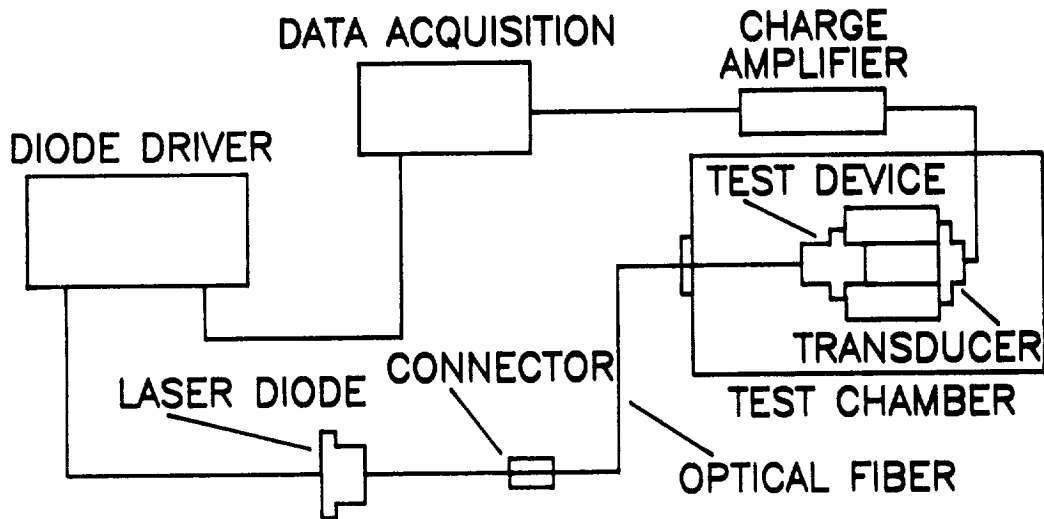 DATA ACQUISITION
CHARGE
AMPLIFIER
DIODE DRIVER
TEST DEVICE
TRANSDUCER
LASER DIODE
CONNECTOR
TEST CHAMBER
OPTICAL FIBER